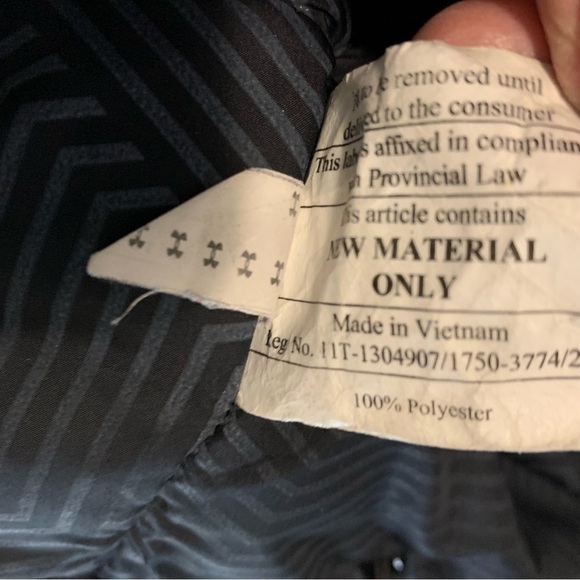 removed until
to the consumer
This affixed in complian
Provincial Law
article contains
W MATERIAL
ONLY
Made in Vietnam
Reg No. 11T-1304907/1750-3774/2
100% Polyester